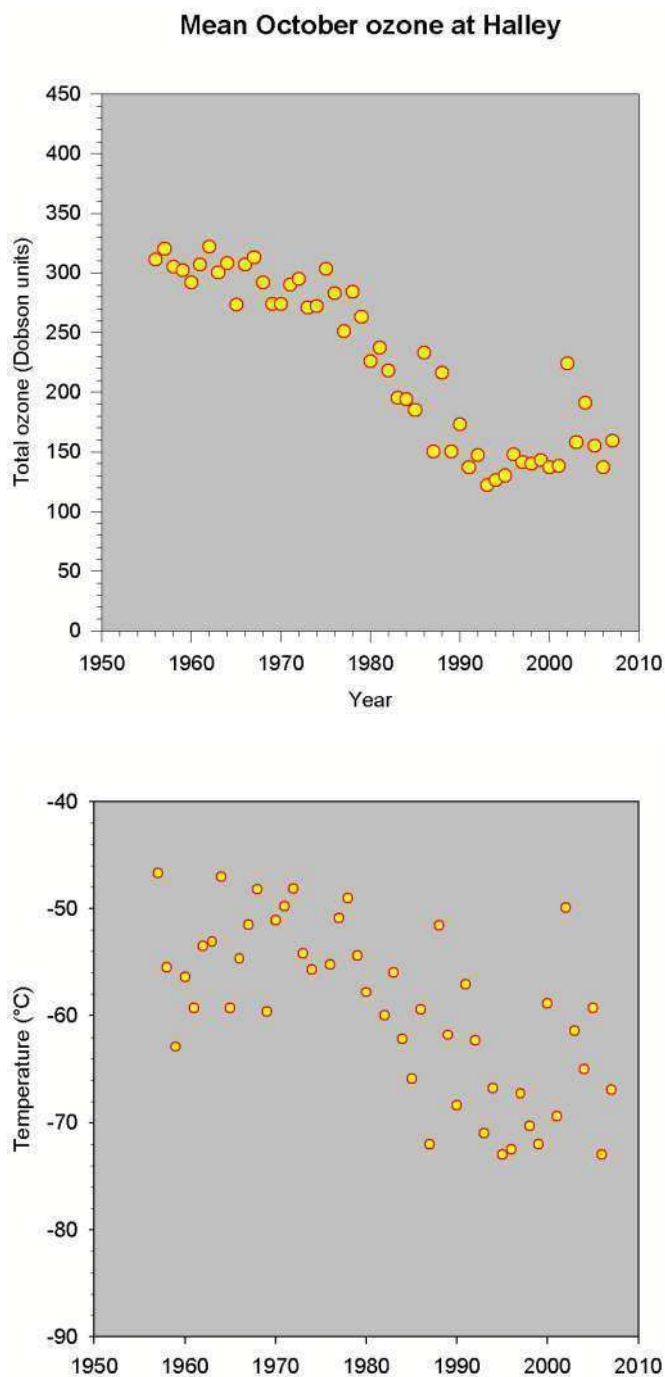 Mean October ozone at Halley
450
400
350
300
250
200
150
100
50
0
Total ozone (Dobson units)
1950 1960 1970 1980 1990 2000 2010
Year
-40
-50
-60
-70
-80
-90
Temperature (°C)
1950 1960 1970 1980 1990 2000 2010